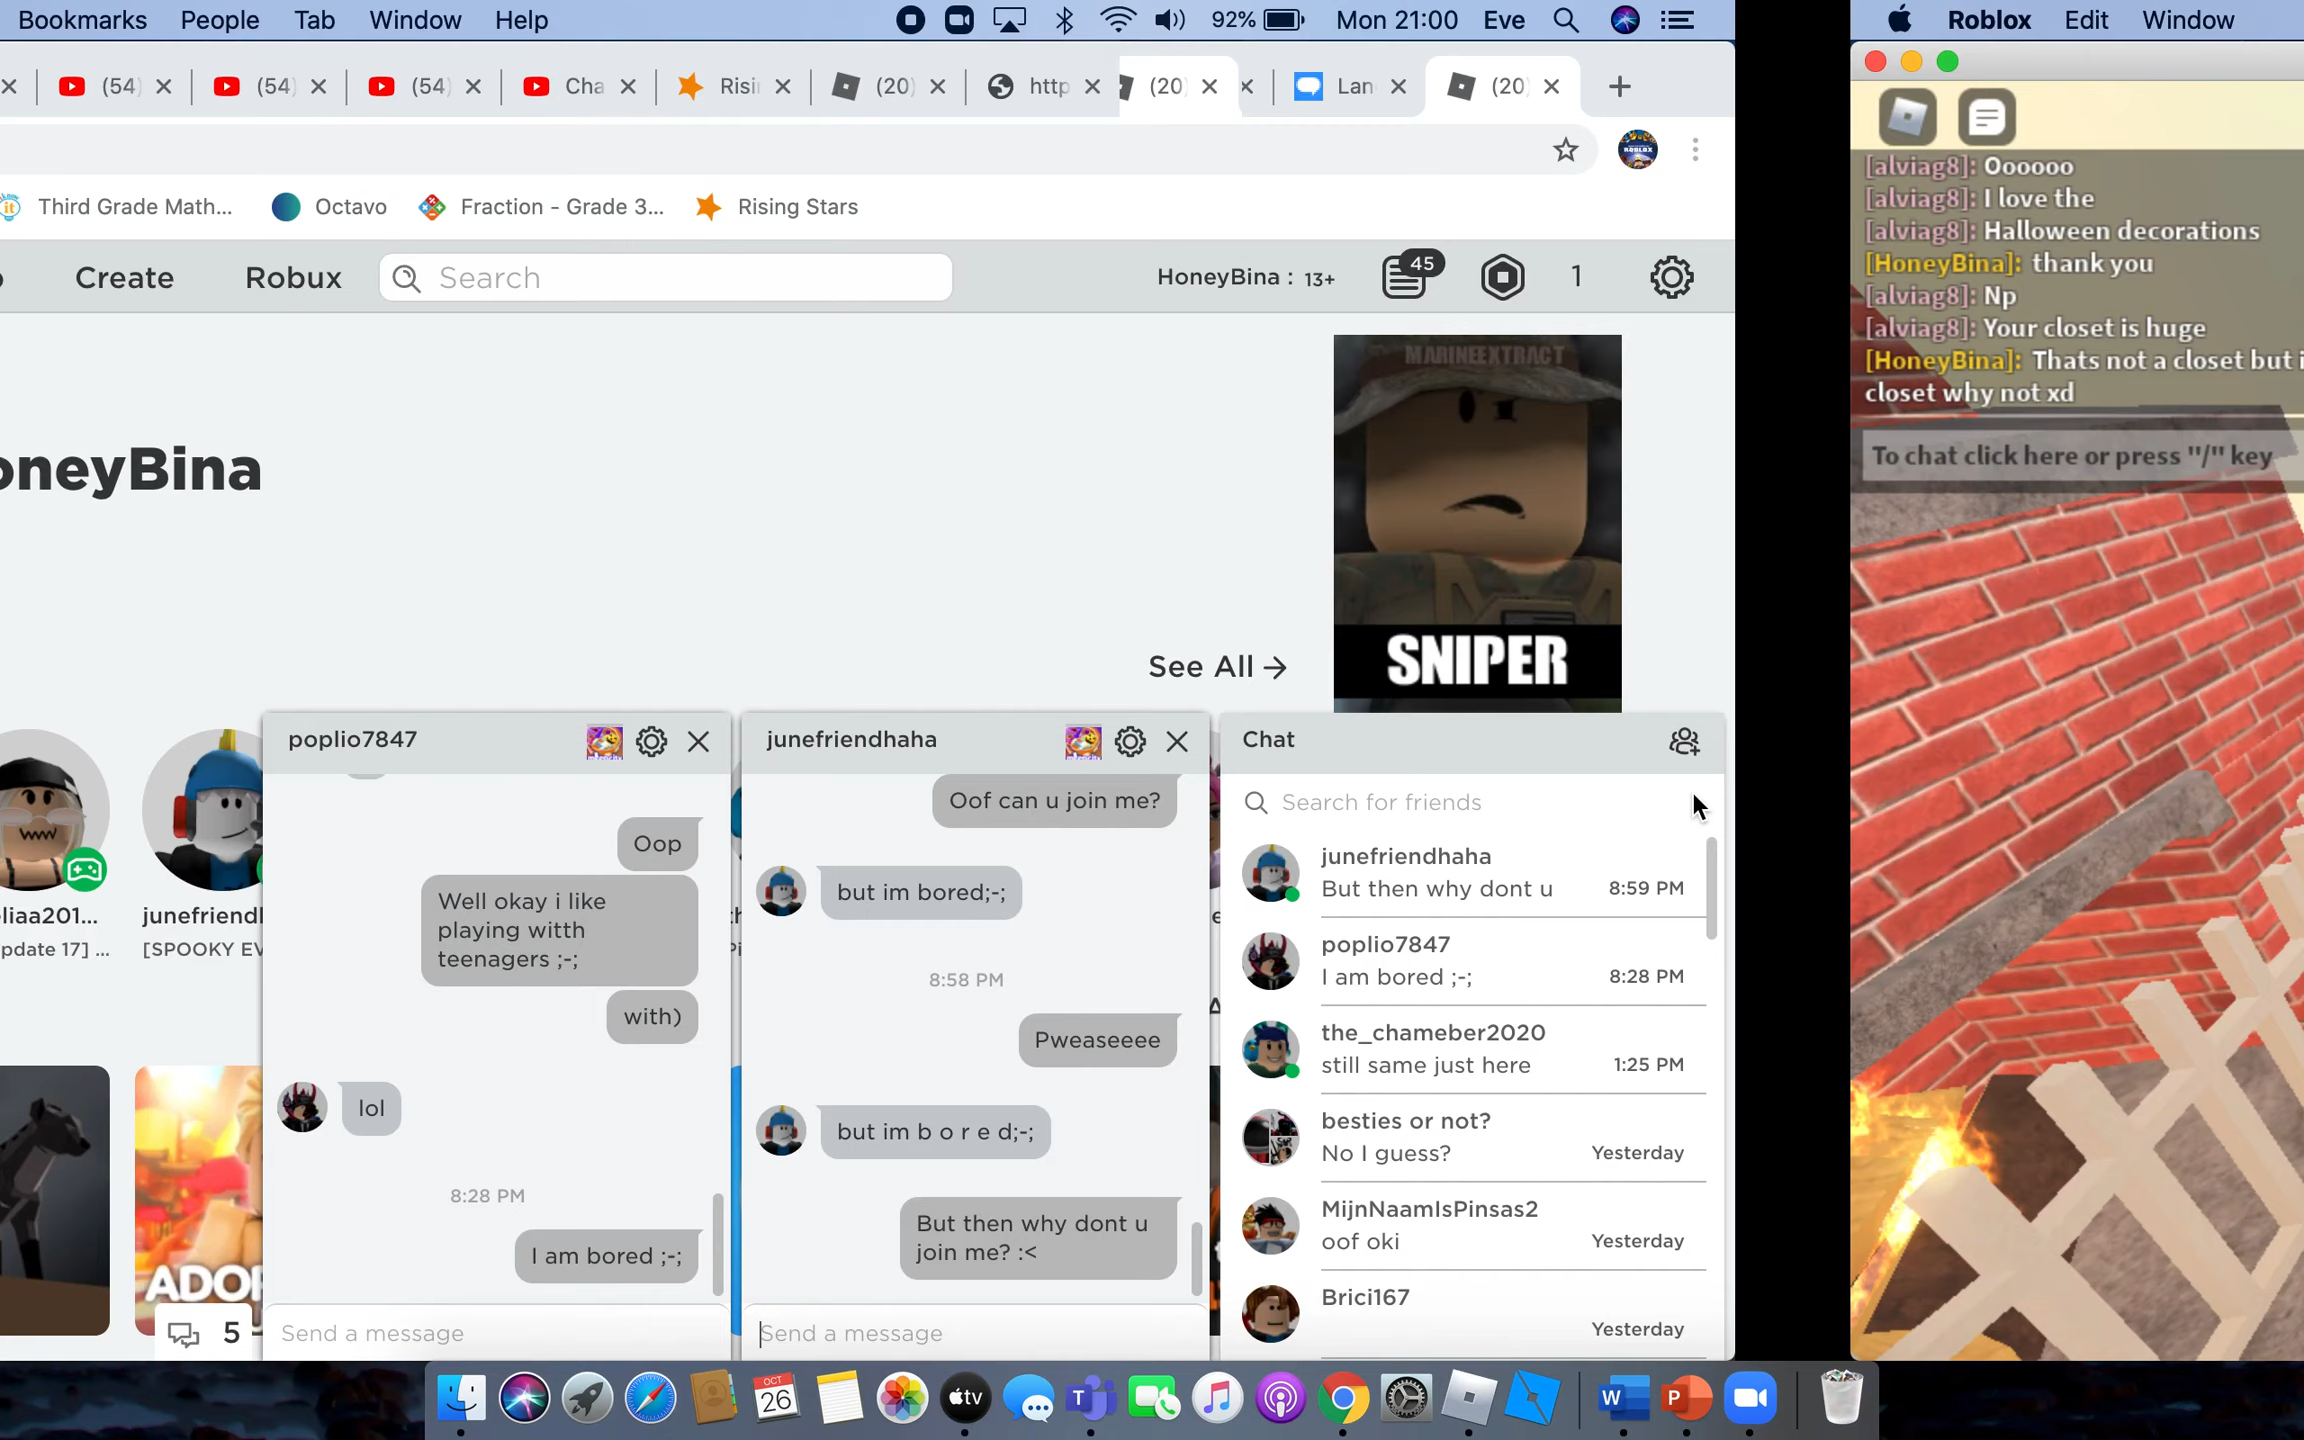 Bookmarks People Tab Window Help 92% Mon 21:00 Eve
Roblox Edit Window
(54) (54) (54) Cha Risi (20) http (20) Lan (20)
Third Grade Math... Octavo Fraction - Grade 3... Rising Stars
Create Robux Search HoneyBina : 13+ 45 1
oneyBina
MARINEEXTRACT
SNIPER
See All →
liaa201...
pdate 17] ...
junefriendl
[SPOOKY EV
ADOP
5
poplio7847
Oop
Well okay i like
playing witth
teenagers ;-;
with)
lol
8:28 PM
I am bored ;-;
Send a message
junefriendhaha
Oof can u join me?
but im bored;-;
8:58 PM
Pweaseeee
but im b o r e d;-;
But then why dont u
join me? :<
Send a message
Chat
Search for friends
junefriendhaha
But then why dont u 8:59 PM
poplio7847
I am bored ;-; 8:28 PM
the_chameber2020
still same just here 1:25 PM
besties or not?
No I guess? Yesterday
MijnNaamIsPinsas2
oof oki Yesterday
Brici167
Yesterday
[alviag8]: Oooooo
[alviag8]: I love the
[alviag8]: Halloween decorations
[HoneyBina]: thank you
[alviag8]: Np
[alviag8]: Your closet is huge
[HoneyBina]: Thats not a closet but i
closet why not xd
To chat click here or press "/" key
OCT
26
tv
T
W
P